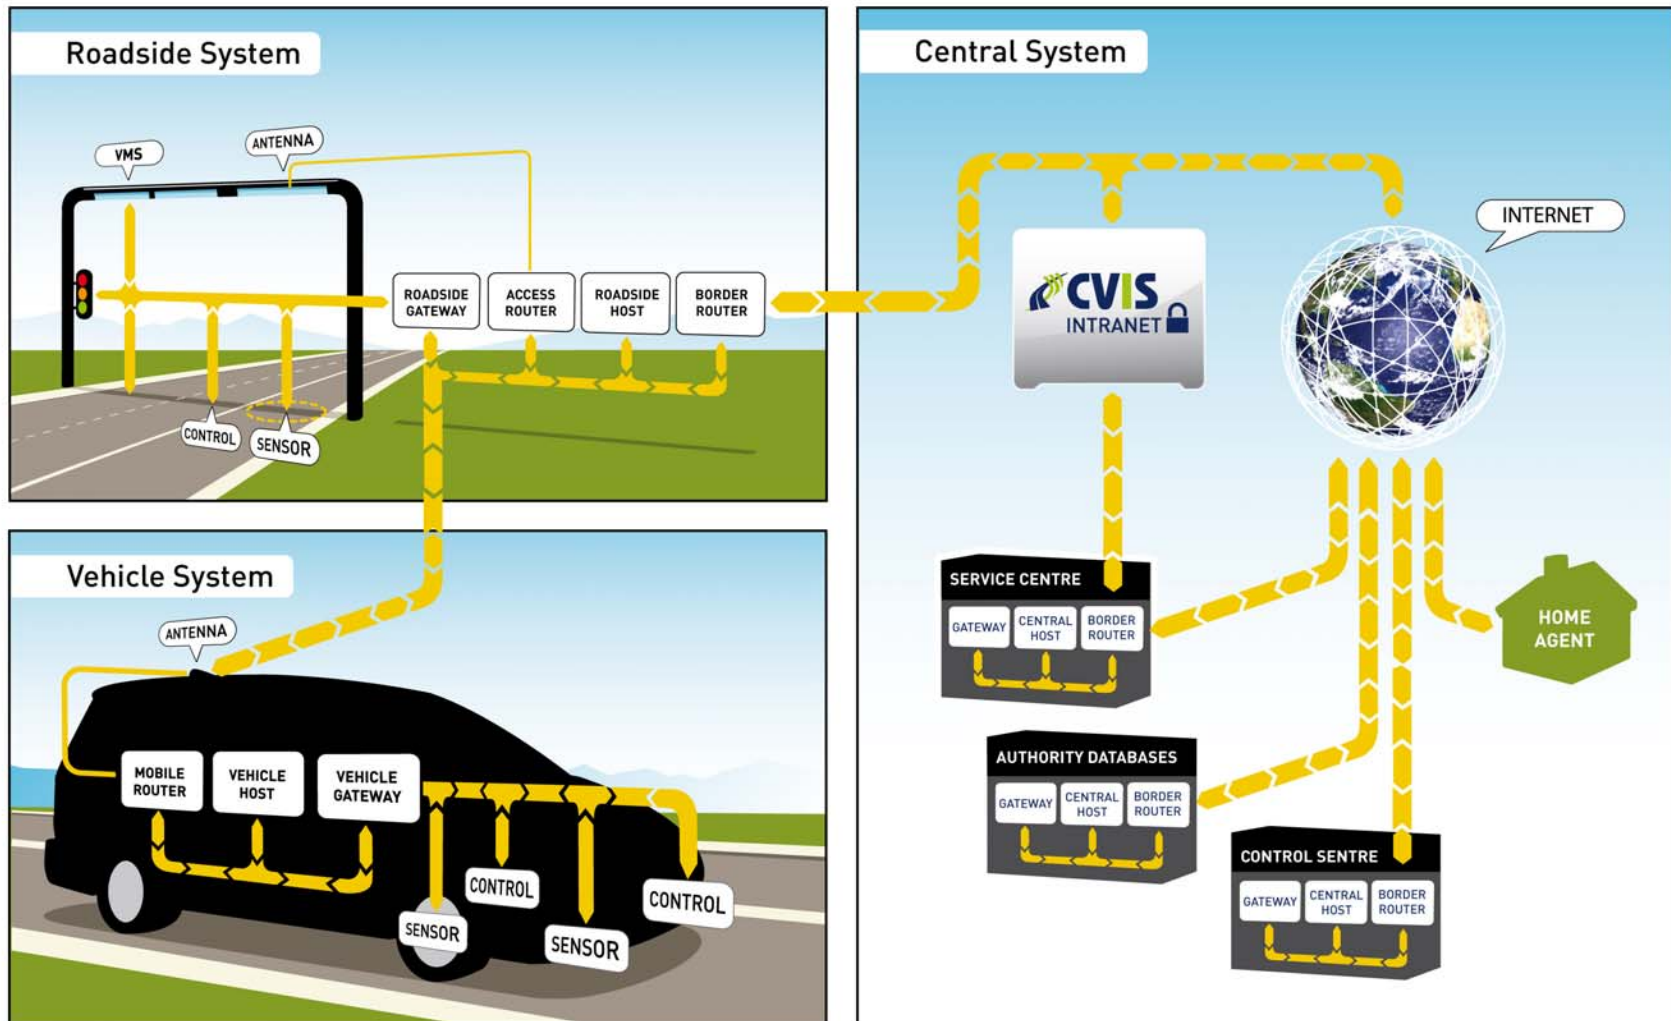 Roadside System
VMS
ANTENNA
ROADSIDE
GATEWAY
ACCESS
ROUTER
ROADSIDE
HOST
BORDER
ROUTER
CONTROL
SENSOR
Vehicle System
ANTENNA
MOBILE
ROUTER
VEHICLE
HOST
VEHICLE
GATEWAY
SENSOR
CONTROL
SENSOR
CONTROL
Central System
INTERNET
CVIS
INTRANET
SERVICE CENTRE
GATEWAY
CENTRAL
HOST
BORDER
ROUTER
HOME
AGENT
AUTHORITY DATABASES
GATEWAY
CENTRAL
HOST
BORDER
ROUTER
CONTROL SENTRE
GATEWAY
CENTRAL
HOST
BORDER
ROUTER